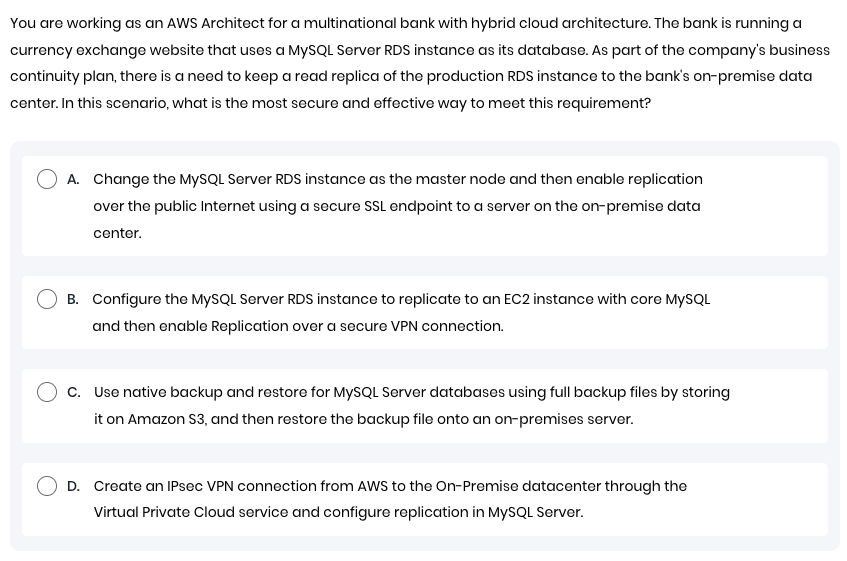 You are working as an AWS Architect for a multinational bank with hybrid cloud architecture. The bank is running a
currency exchange website that uses a MySQL Server RDS instance as its database. As part of the company's business
continuity plan, there is a need to keep a read replica of the production RDS instance to the bank's on-premise data
center. In this scenario, what is the most secure and effective way to meet this requirement?
A. Change the MySQL Server RDS instance as the master node and then enable replication
over the public Internet using a secure SSL endpoint to a server on the on-premise data
center.
B. Configure the MySQL Server RDS instance to replicate to an EC2 instance with core MySQL
and then enable Replication over a secure VPN connection.
C. Use native backup and restore for MySQL Server databases using full backup files by storing
it on Amazon S3, and then restore the backup file onto an on-premises server.
D. Create an IPsec VPN connection from AWS to the On-Premise datacenter through the
Virtual Private Cloud service and configure replication in MySQL Server.